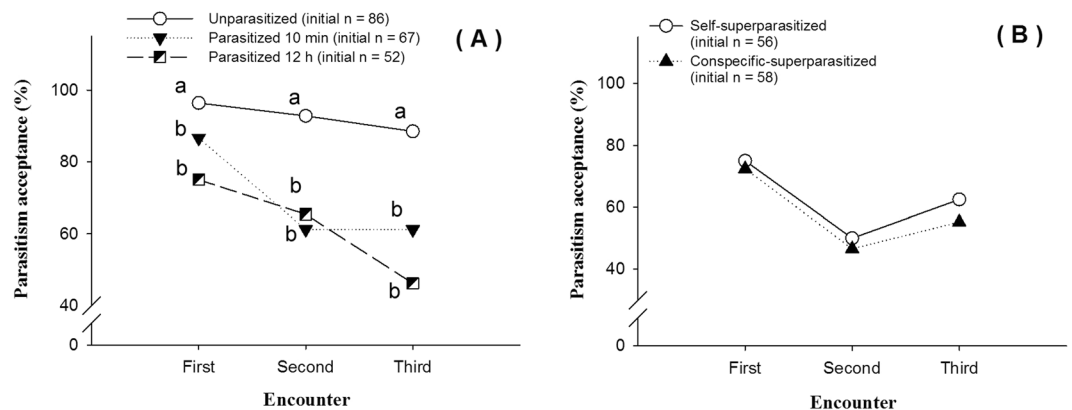 Unparasitized (initial n = 86)
Parasitized 10 min (initial n = 67)
Parasitized 12 h (initial n = 52)
( A )
Parasitism acceptance (%)
100
80
60
40
0
a
a
a
b
b
b
b
b
b
First
Second
Third
Encounter
Self-superparasitized
(initial n = 56)
Conspecific-superparasitized
(initial n = 58)
( B )
Parasitism acceptance (%)
100
80
60
40
0
First
Second
Third
Encounter